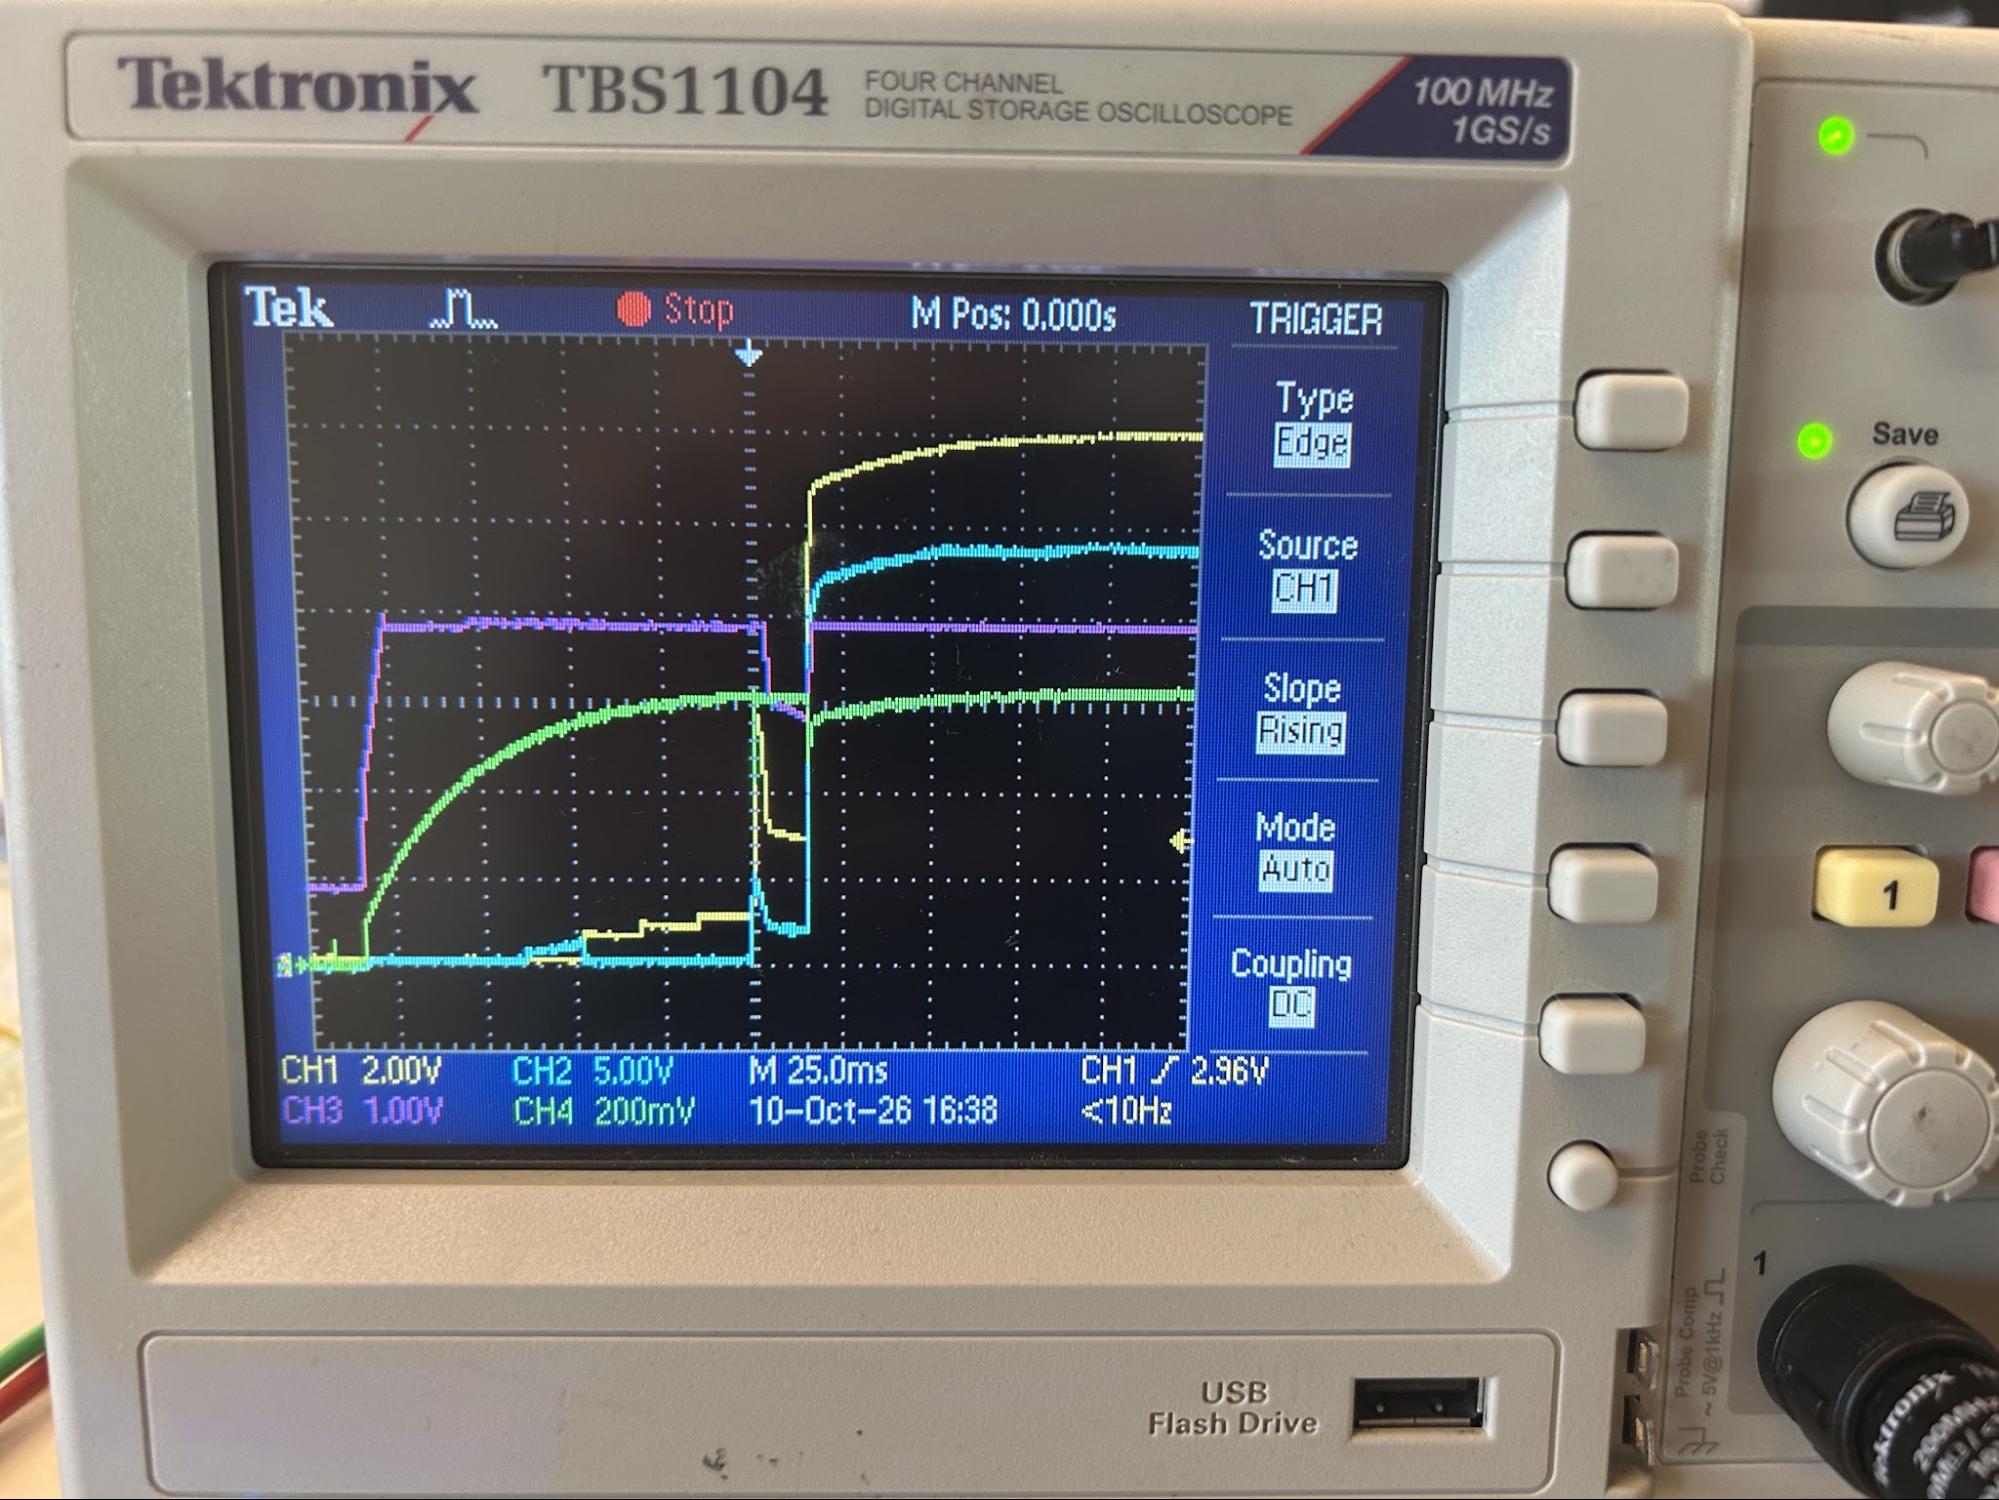 Tektronix TBS1104 FOUR CHANNEL
DIGITAL STORAGE OSCILLOSCOPE
100 MHz
1GS/s
Tek Stop M Pos: 0.000s TRIGGER
Type
Edge
Source
CH1
Slope
Rising
Mode
Auto
Coupling
DC
CH1 2.00V CH2 5.00V M 25.0ms CH1 2.96V
CH3 1.00V CH4 200mV 10-Oct-26 16:38 <10Hz
Save
1
Probe
Check
1
Probe Comp
~5V@1kHz
USB
Flash Drive